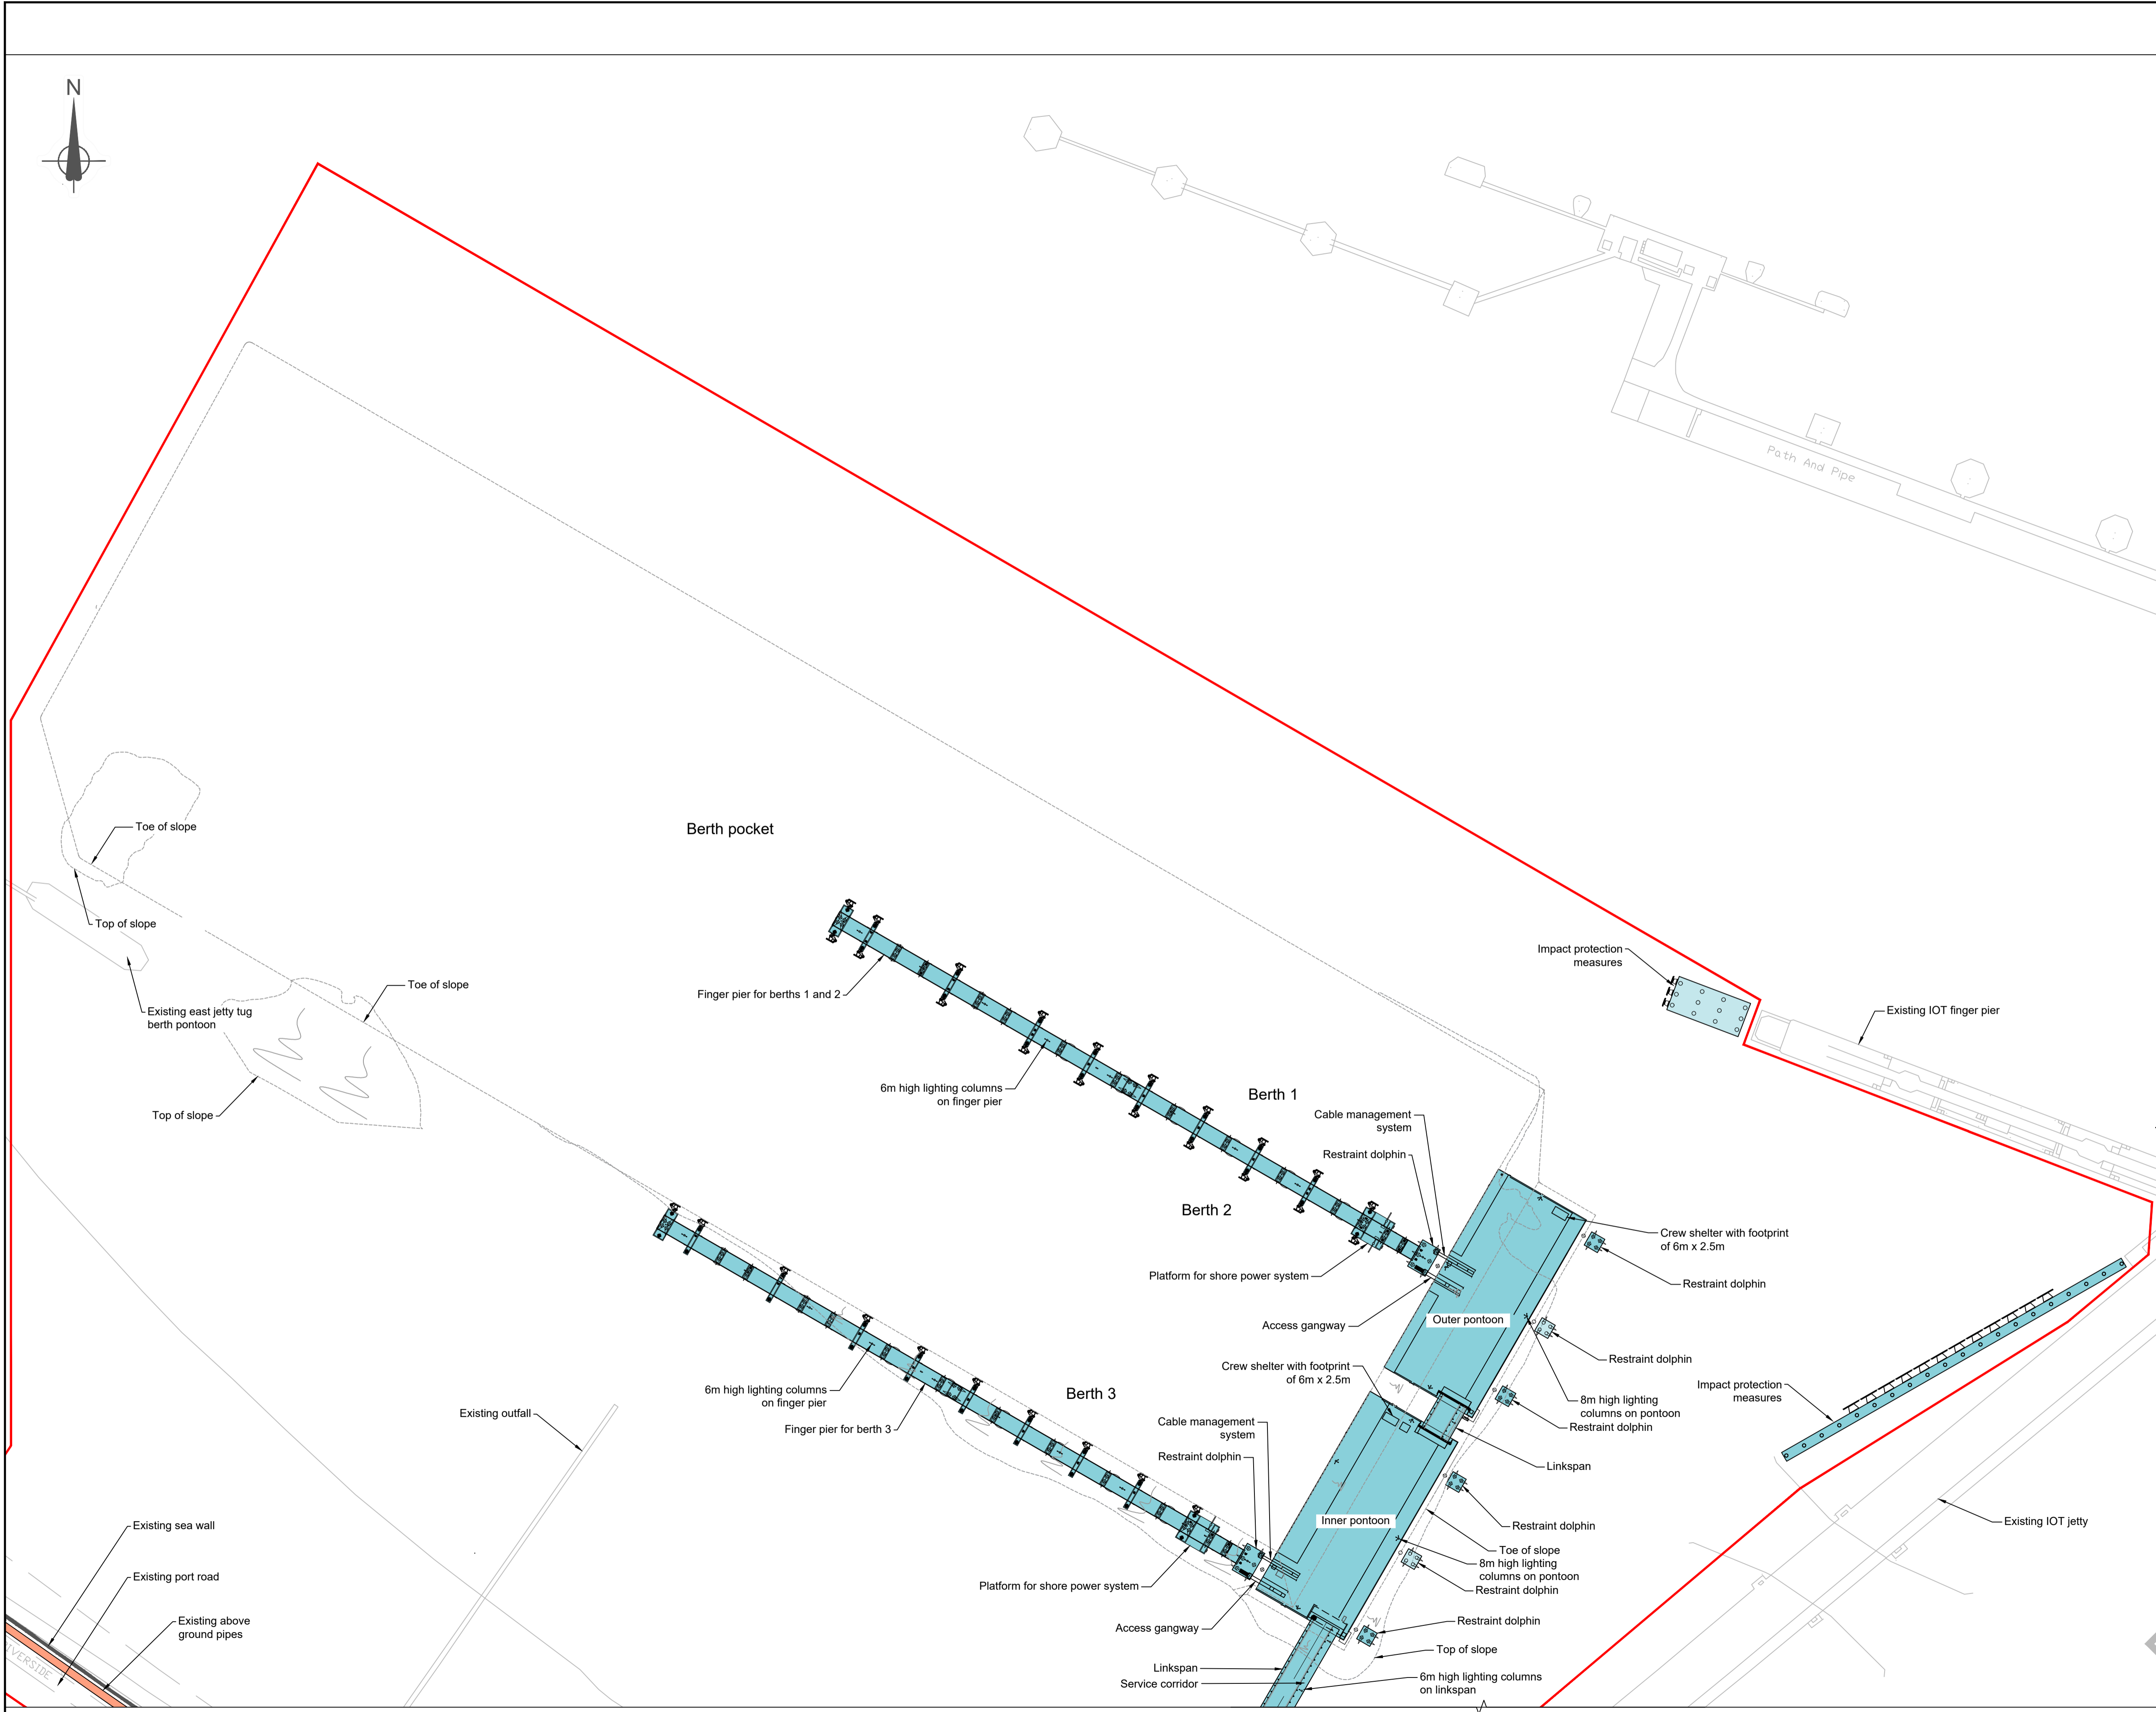 N
Path And Pipe
Toe of slope
Berth pocket
Top of slope
Impact protection
measures
Toe of slope
Finger pier for berths 1 and 2
Existing IOT finger pier
Existing east jetty tug
berth pontoon
6m high lighting columns
on finger pier
Berth 1
Top of slope
Cable management
system
Restraint dolphin
Berth 2
Crew shelter with footprint
of 6m x 2.5m
Platform for shore power system
Restraint dolphin
Access gangway
Outer pontoon
Restraint dolphin
Crew shelter with footprint
of 6m x 2.5m
6m high lighting columns
on finger pier
Berth 3
Impact protection
measures
8m high lighting
columns on pontoon
Existing outfall
Finger pier for berth 3
Cable management
system
Restraint dolphin
Restraint dolphin
Linkspan
Existing sea wall
Inner pontoon
Restraint dolphin
Existing IOT jetty
Toe of slope
8m high lighting
columns on pontoon
Existing port road
Platform for shore power system
Restraint dolphin
Existing above
ground pipes
Access gangway
Restraint dolphin
Top of slope
Linkspan
Service corridor
6m high lighting columns
on linkspan